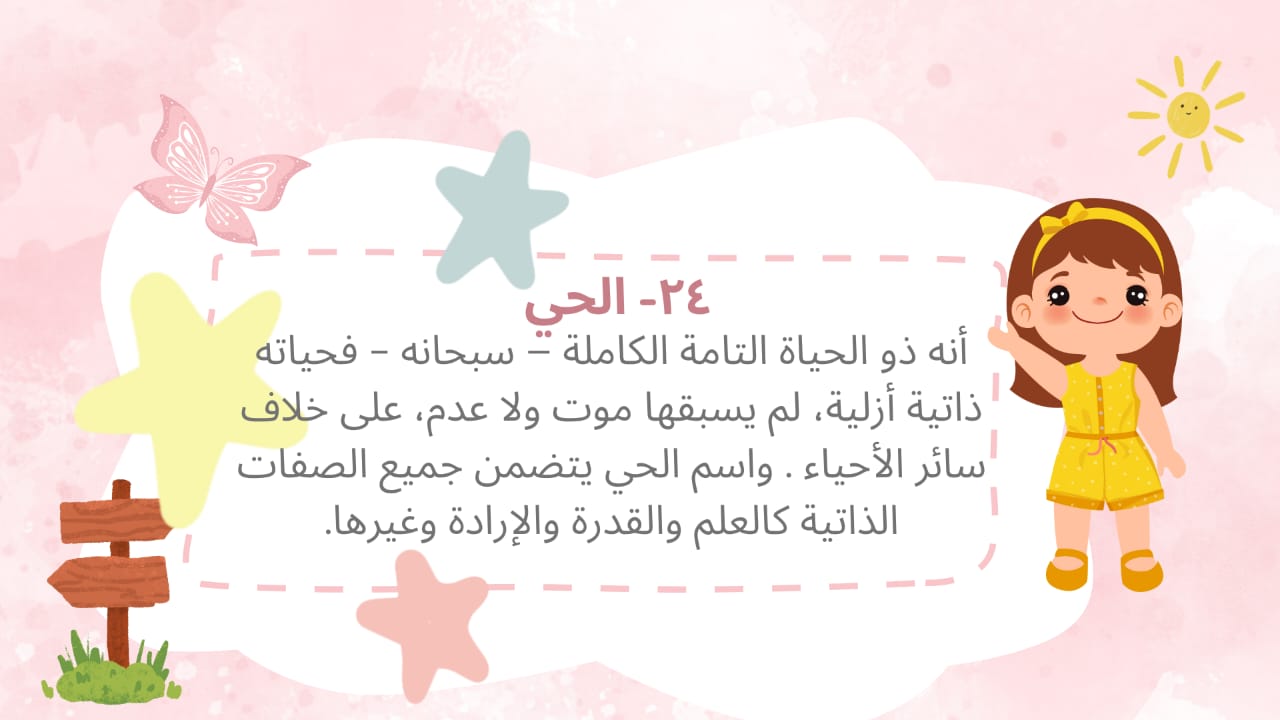 ٢٤- الحي
أنه ذو الحياة التامة الكاملة – سبحانه – فحياته
ذاتية أزلية، لم يسبقها موت ولا عدم، على خلاف
سائر الأحياء . واسم الحي يتضمن جميع الصفات
الذاتية كالعلم والقدرة والإرادة وغيرها.